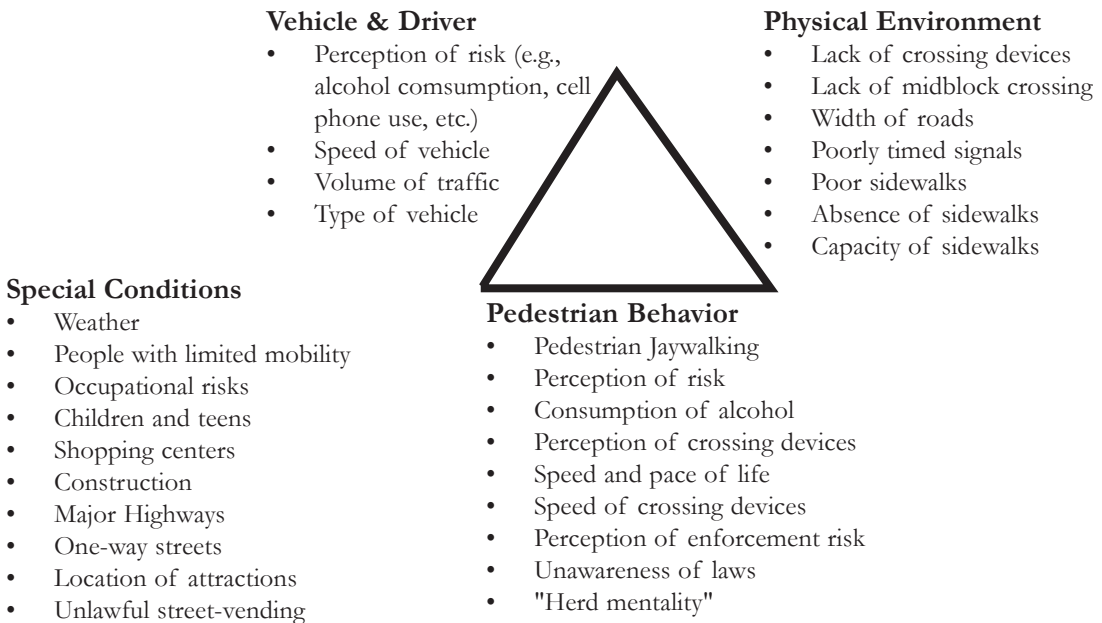 Vehicle & Driver
• Perception of risk (e.g.,
alcohol comsumption, cell
phone use, etc.)
• Speed of vehicle
• Volume of traffic
• Type of vehicle
Physical Environment
• Lack of crossing devices
• Lack of midblock crossing
• Width of roads
• Poorly timed signals
• Poor sidewalks
• Absence of sidewalks
• Capacity of sidewalks
Special Conditions
• Weather
• People with limited mobility
• Occupational risks
• Children and teens
• Shopping centers
• Construction
• Major Highways
• One-way streets
• Location of attractions
• Unlawful street-vending
Pedestrian Behavior
• Pedestrian Jaywalking
• Perception of risk
• Consumption of alcohol
• Perception of crossing devices
• Speed and pace of life
• Speed of crossing devices
• Perception of enforcement risk
• Unawareness of laws
• "Herd mentality"